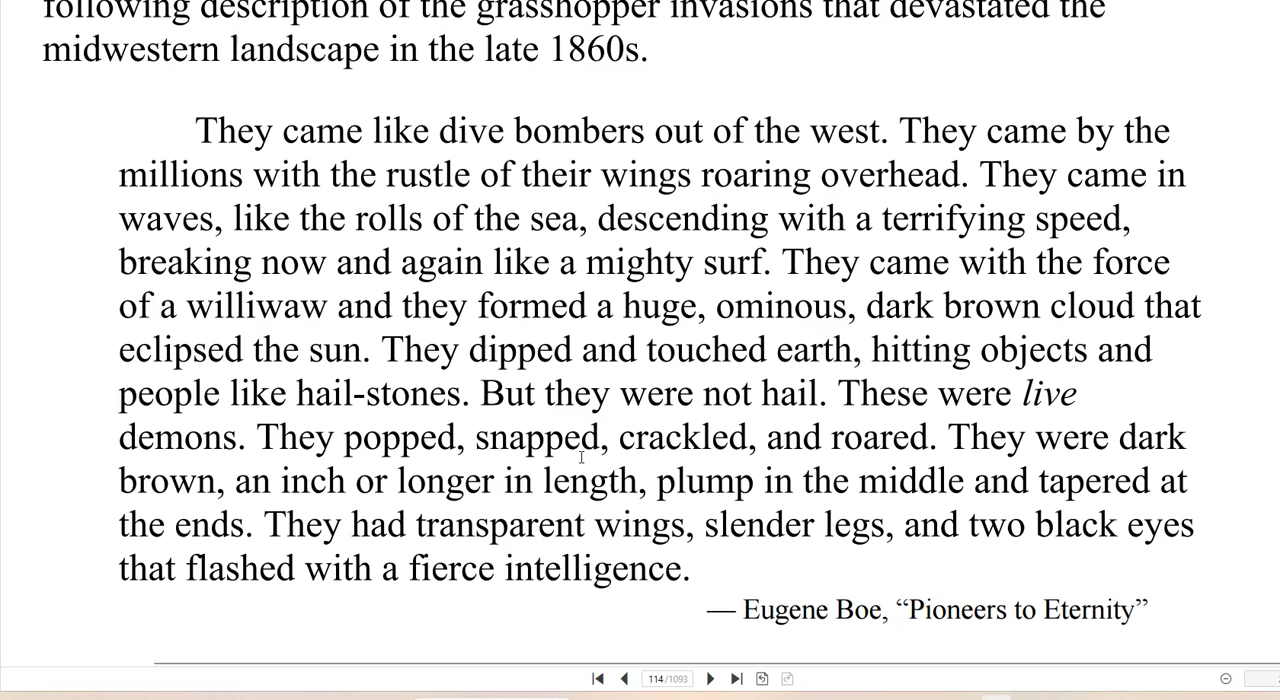 following description of the grasshopper invasions that devastated the
midwestern landscape in the late 1860s.
They came like dive bombers out of the west. They came by the
millions with the rustle of their wings roaring overhead. They came in
waves, like the rolls of the sea, descending with a terrifying speed,
breaking now and again like a mighty surf. They came with the force
of a williwaw and they formed a huge, ominous, dark brown cloud that
eclipsed the sun. They dipped and touched earth, hitting objects and
people like hail-stones. But they were not hail. These were live
demons. They popped, snapped, crackled, and roared. They were dark
brown, an inch or longer in length, plump in the middle and tapered at
the ends. They had transparent wings, slender legs, and two black eyes
that flashed with a fierce intelligence.
— Eugene Boe, “Pioneers to Eternity”
114/1093